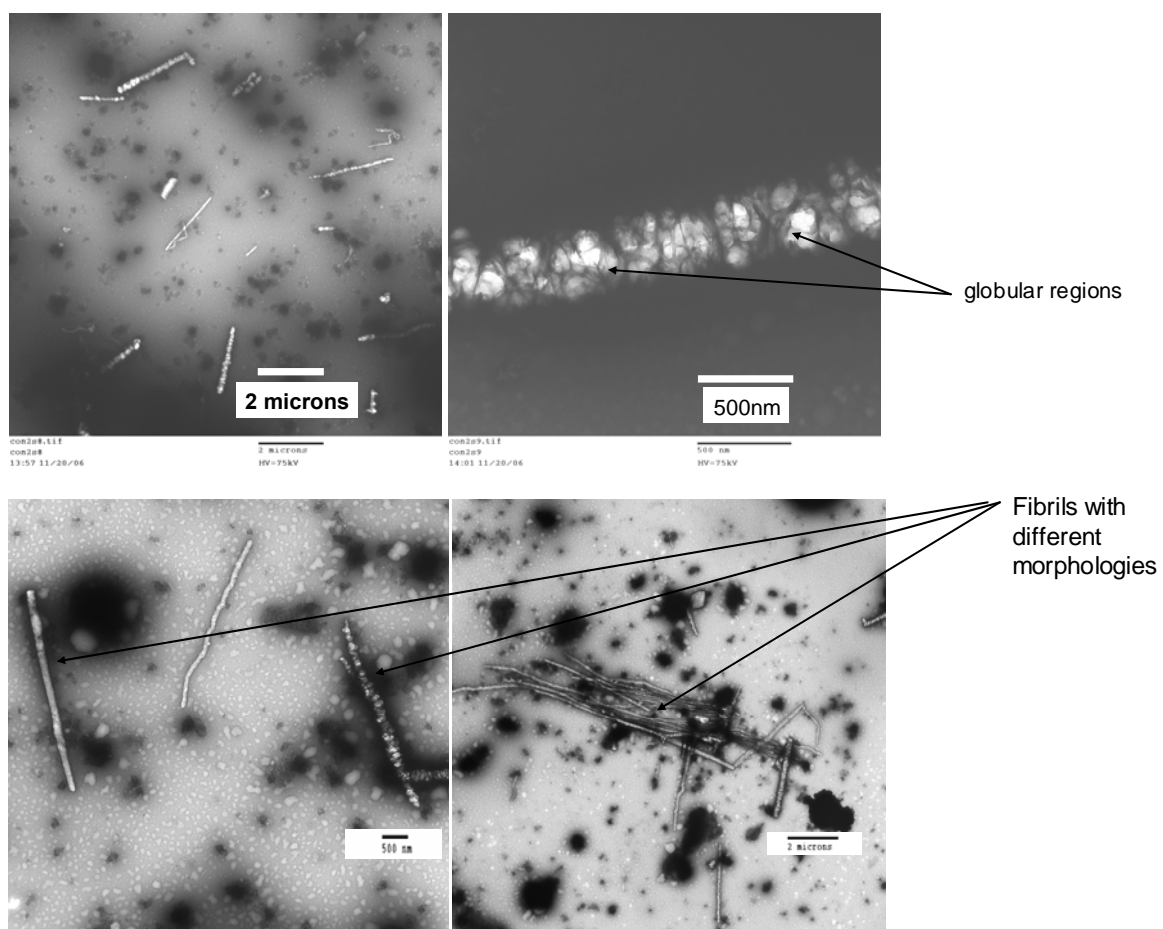 globular regions
2 microns
500nm
con2s8.tif
con2s8
13:57 11/20/06
2 microns
HV=75kV
con2s9.tif
con2s9
14:01 11/20/06
500 nm
HV=75kV
Fibrils with
different
morphologies
500 nm
2 microns